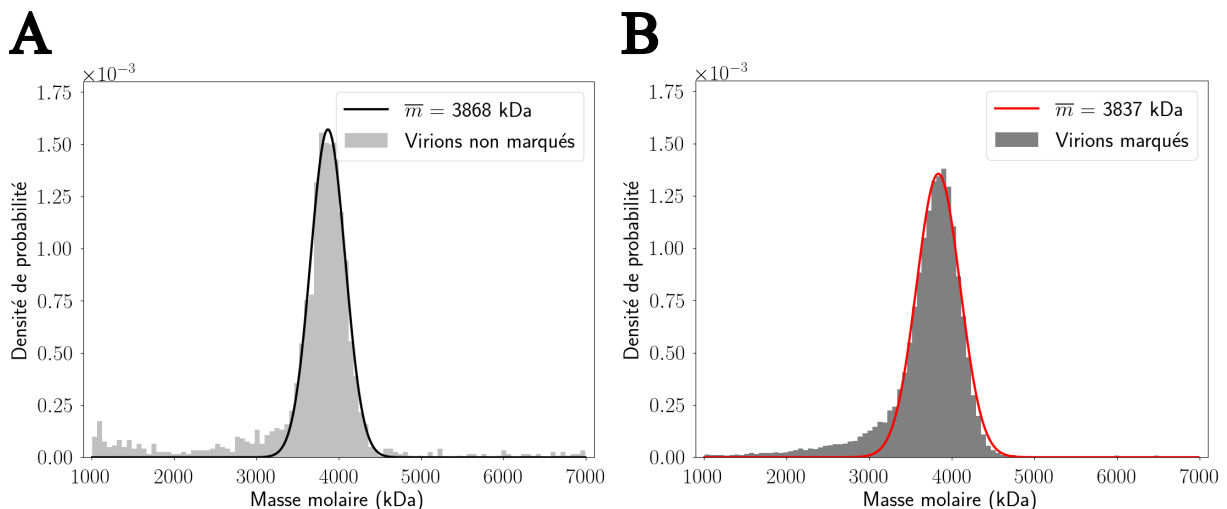 A
×10⁻³
1.75
1.50
1.25
1.00
0.75
0.50
0.25
0.00
Densité de probabilité
m̅ = 3868 kDa
Virions non marqués
1000 2000 3000 4000 5000 6000 7000
Masse molaire (kDa)
B
×10⁻³
1.75
1.50
1.25
1.00
0.75
0.50
0.25
0.00
Densité de probabilité
m̅ = 3837 kDa
Virions marqués
1000 2000 3000 4000 5000 6000 7000
Masse molaire (kDa)